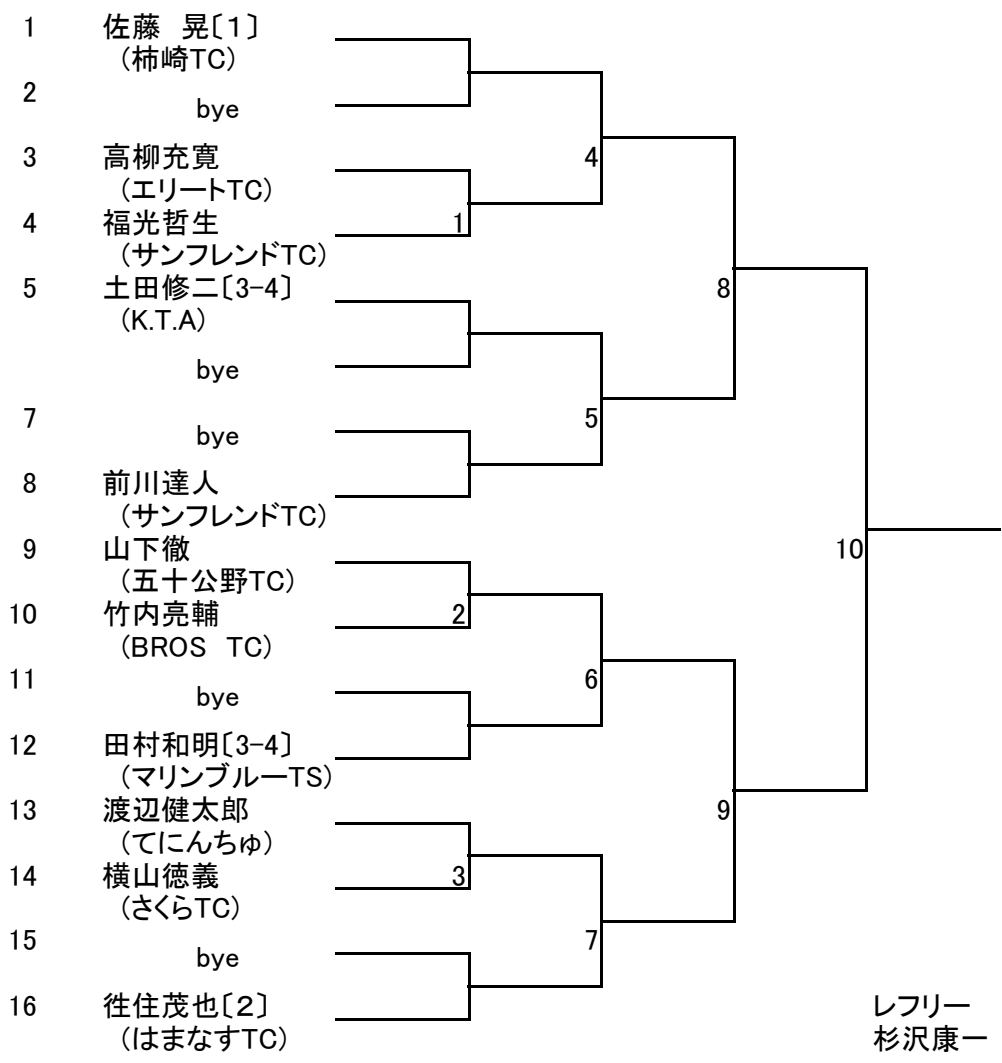 1 佐藤 晃〔1〕
(柿崎TC)
2 bye
3 高柳充寛
(エリートTC)
4
4 福光哲生
1
(サンフレンドTC)
5 土田修二〔3-4〕
8
(K.T.A)
bye
7 bye
5
8 前川達人
(サンフレンドTC)
9 山下徹
10
(五十公野TC)
10 竹内亮輔
2
(BROS TC)
11 bye
6
12 田村和明〔3-4〕
(マリンブルーTS)
13 渡辺健太郎
9
(てにんちゅ)
14 横山徳義
3
(さくらTC)
15 bye
7
16 徃住茂也〔2〕
(はまなすTC)
レフリー
杉沢康一